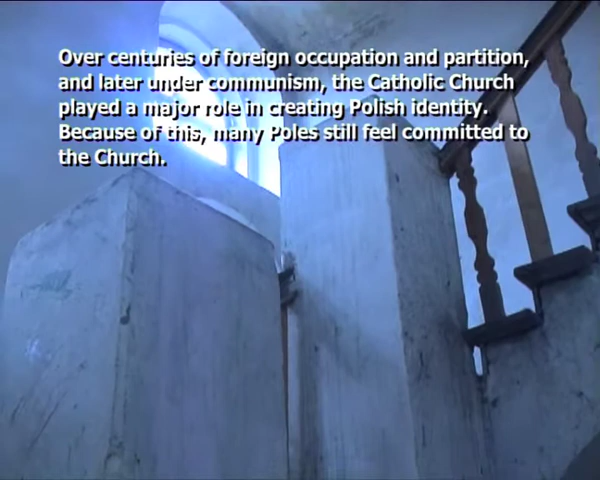 Over centuries of foreign occupation and partition,
and later under communism, the Catholic Church
played a major role in creating Polish identity.
Because of this, many Poles still feel committed to
the Church.